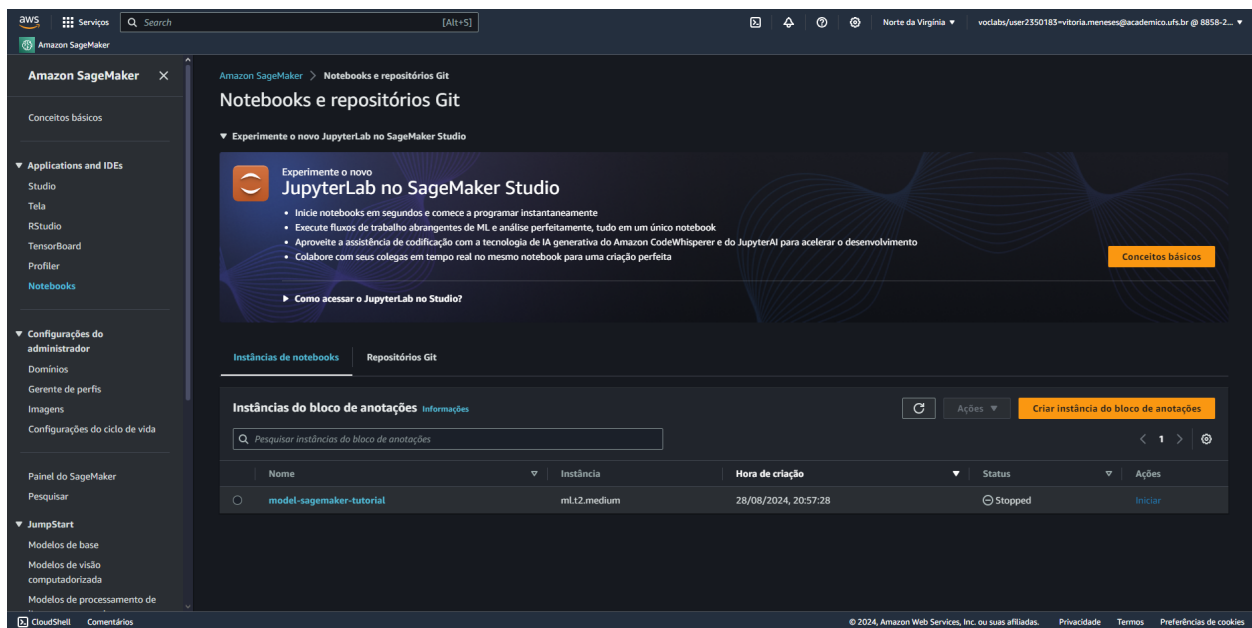 aws
Serviços
Search
[Alt+S]
Norte da Virgínia
voclabs/user2350183=vitoria.meneses@academico.ufs.br @ 8858-2...
Amazon SageMaker
Amazon SageMaker
Conceitos básicos
Applications and IDEs
Studio
Tela
RStudio
TensorBoard
Profiler
Notebooks
Configurações do
administrador
Domínios
Gerente de perfis
Imagens
Configurações do ciclo de vida
Painel do SageMaker
Pesquisar
JumpStart
Modelos de base
Modelos de visão
computadorizada
Modelos de processamento de
Amazon SageMaker > Notebooks e repositórios Git
Notebooks e repositórios Git
Experimente o novo JupyterLab no SageMaker Studio
Experimente o novo
JupyterLab no SageMaker Studio
• Inicie notebooks em segundos e comece a programar instantaneamente
• Execute fluxos de trabalho abrangentes de ML e análise perfeitamente, tudo em um único notebook
• Aproveite a assistência de codificação com a tecnologia de IA generativa do Amazon CodeWhisperer e do JupyterAI para acelerar o desenvolvimento
• Colabore com seus colegas em tempo real no mesmo notebook para uma criação perfeita
Conceitos básicos
Como acessar o JupyterLab no Studio?
Instâncias de notebooks
Repositórios Git
Instâncias do bloco de anotações Informações
Ações
Criar instância do bloco de anotações
Pesquisar instâncias do bloco de anotações
< 1 >
Nome Instância Hora de criação Status Ações
model-sagemaker-tutorial ml.t2.medium 28/08/2024, 20:57:28 Stopped Iniciar
CloudShell Comentários
© 2024, Amazon Web Services, Inc. ou suas afiliadas. Privacidade Termos Preferências de cookies